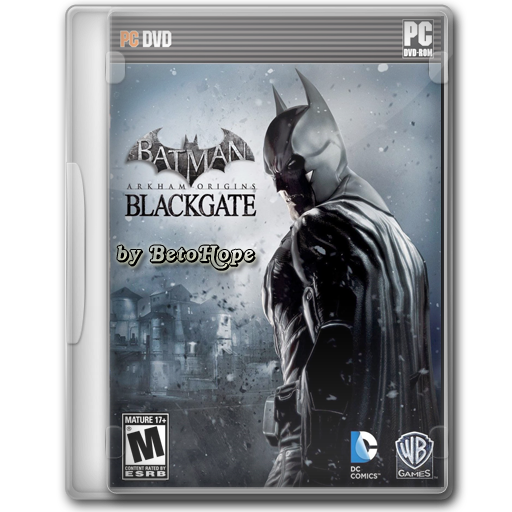 PC DVD
PC
DVD-ROM
BATMAN
ARKHAM ORIGINS
BLACKGATE
by BetoHope
MATURE 17+
M
CONTENT RATED BY
ESRB
DC
COMICS™
WB
GAMES